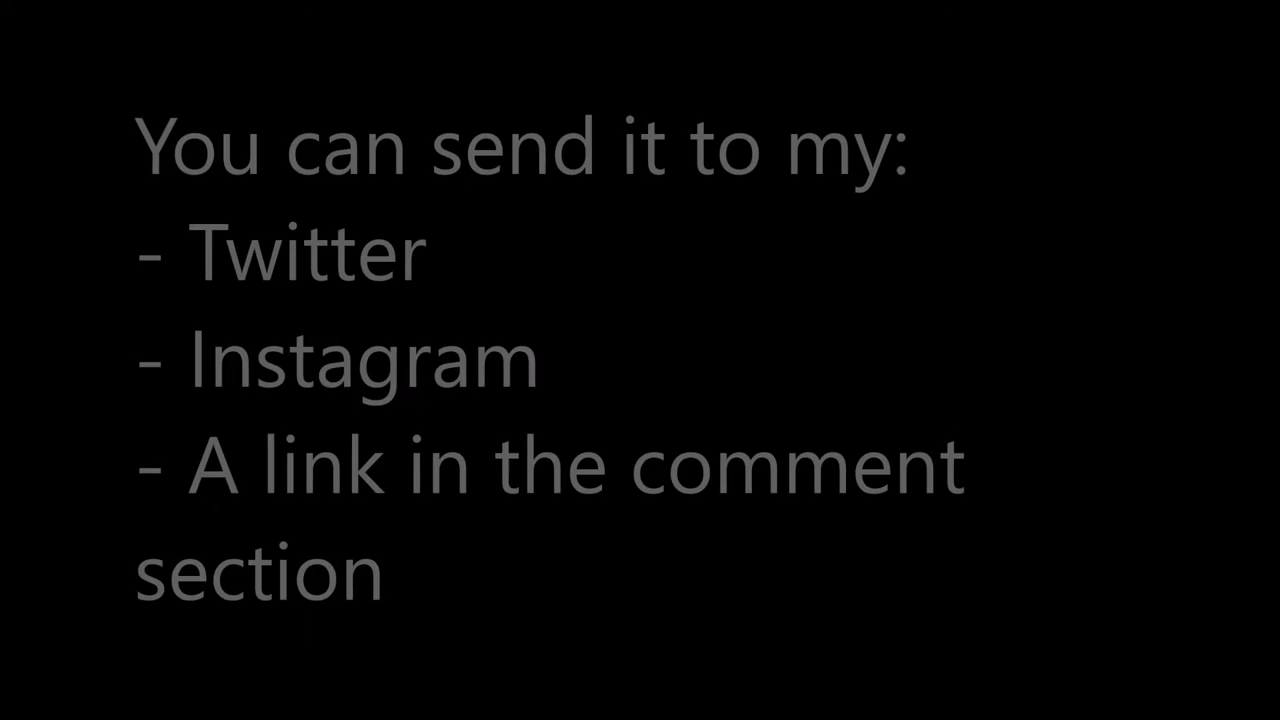 You can send it to my:
- Twitter
- Instagram
- A link in the comment
section